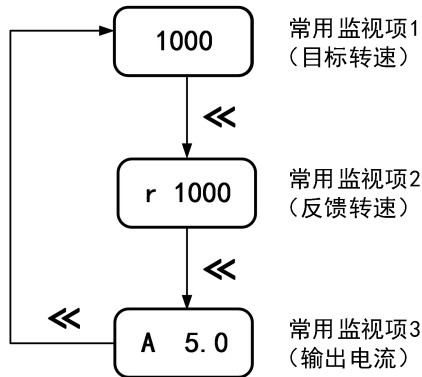 1000
常用监视项1
（目标转速）
≪
r 1000
常用监视项2
（反馈转速）
≪
≪
A 5.0
常用监视项3
（输出电流）